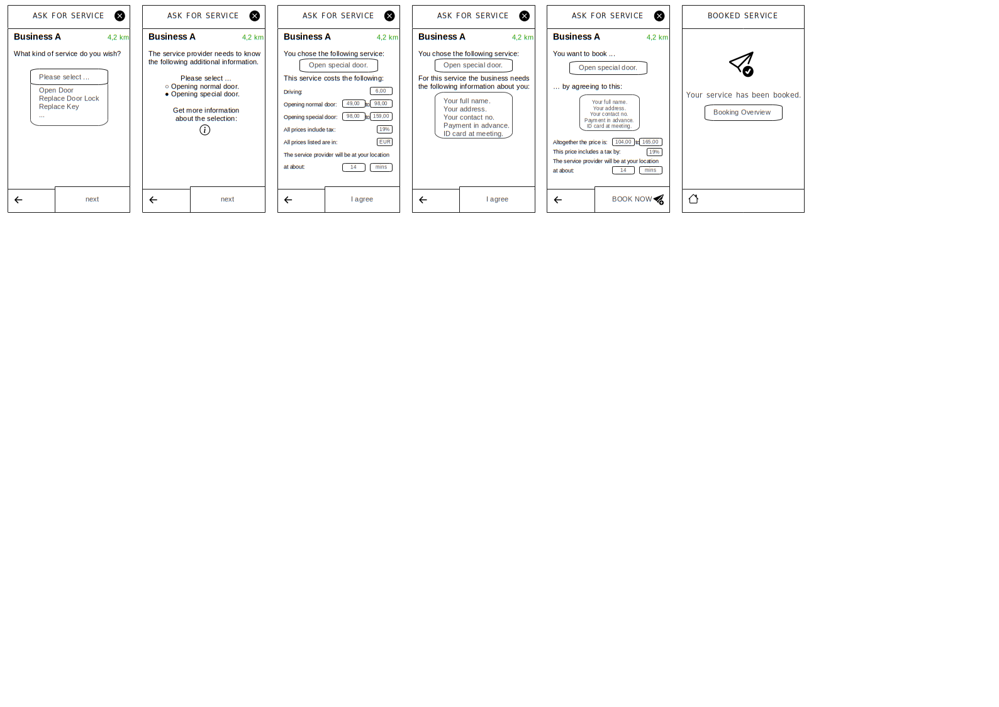 ASK FOR SERVICE
Business A 4,2 km
What kind of service do you wish?
Please select ...
Open Door
Replace Door Lock
Replace Key
...
next
ASK FOR SERVICE
Business A 4,2 km
The service provider needs to know
the following additional information.
Please select ...
Opening normal door.
Opening special door.
Get more information
about the selection:
i
next
ASK FOR SERVICE
Business A 4,2 km
You chose the following service:
Open special door.
This service costs the following:
Driving: 6,00
Opening normal door: 49,00 to 98,00
Opening special door: 98,00 to 159,00
All prices include tax: 19%
All prices listed are in: EUR
The service provider will be at your location
at about: 14 mins
I agree
ASK FOR SERVICE
Business A 4,2 km
You chose the following service:
Open special door.
For this service the business needs
the following information about you:
Your full name.
Your address.
Your contact no.
Payment in advance.
ID card at meeting.
I agree
ASK FOR SERVICE
Business A 4,2 km
You want to book ...
Open special door.
... by agreeing to this:
Your full name.
Your address.
Your contact no.
Payment in advance.
ID card at meeting.
Altogether the price is: 104,00 to 165,00
This price includes a tax by: 19%
The service provider will be at your location
at about: 14 mins
BOOK NOW
BOOKED SERVICE
Your service has been booked.
Booking Overview